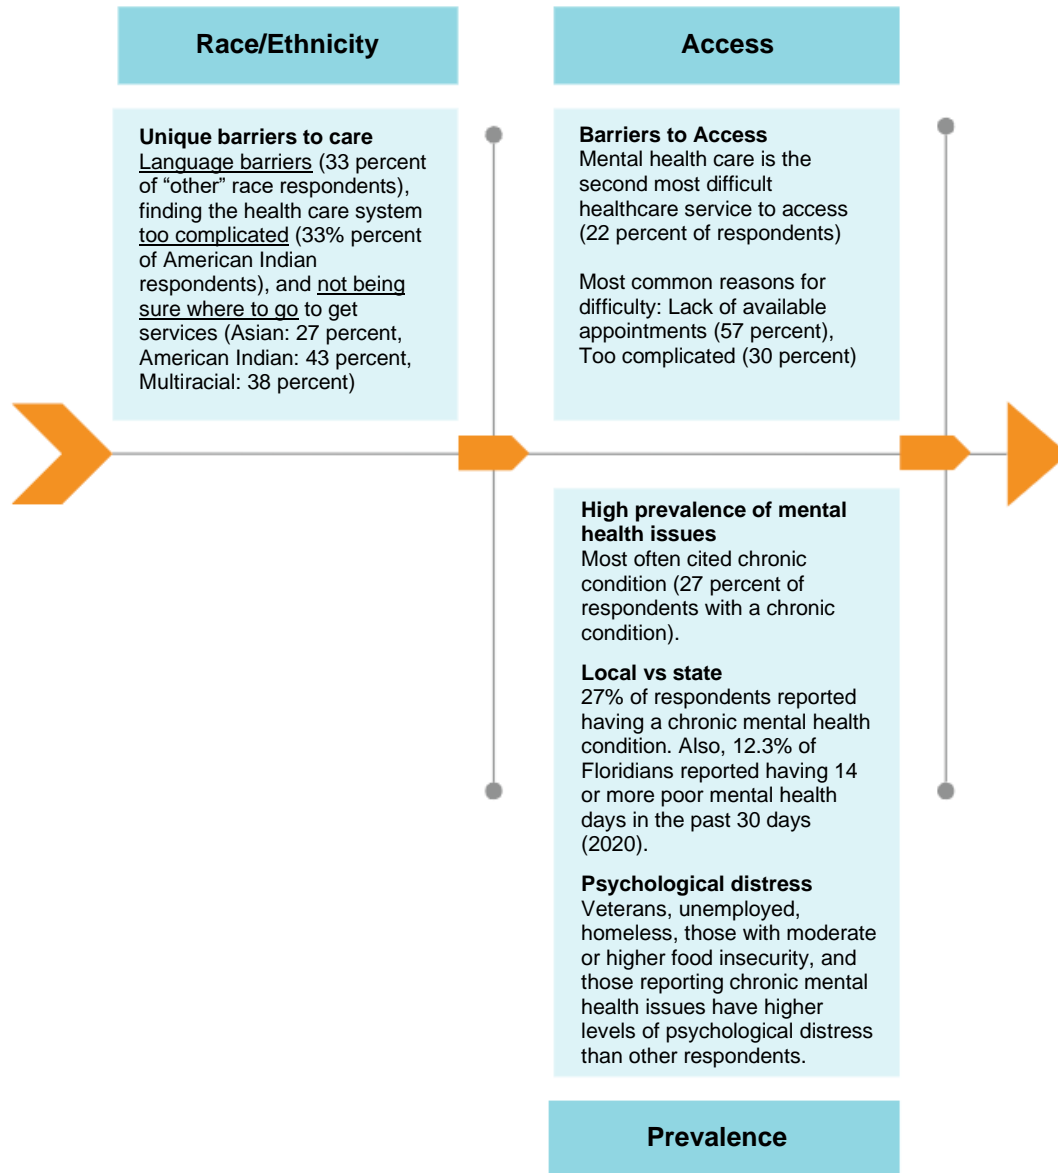 Race/Ethnicity
Unique barriers to care
Language barriers (33 percent
of “other” race respondents),
finding the health care system
too complicated (33% percent
of American Indian
respondents), and not being
sure where to go to get
services (Asian: 27 percent,
American Indian: 43 percent,
Multiracial: 38 percent)
Access
Barriers to Access
Mental health care is the
second most difficult
healthcare service to access
(22 percent of respondents)
Most common reasons for
difficulty: Lack of available
appointments (57 percent),
Too complicated (30 percent)
High prevalence of mental
health issues
Most often cited chronic
condition (27 percent of
respondents with a chronic
condition).
Local vs state
27% of respondents reported
having a chronic mental health
condition. Also, 12.3% of
Floridians reported having 14
or more poor mental health
days in the past 30 days
(2020).
Psychological distress
Veterans, unemployed,
homeless, those with moderate
or higher food insecurity, and
those reporting chronic mental
health issues have higher
levels of psychological distress
than other respondents.
Prevalence